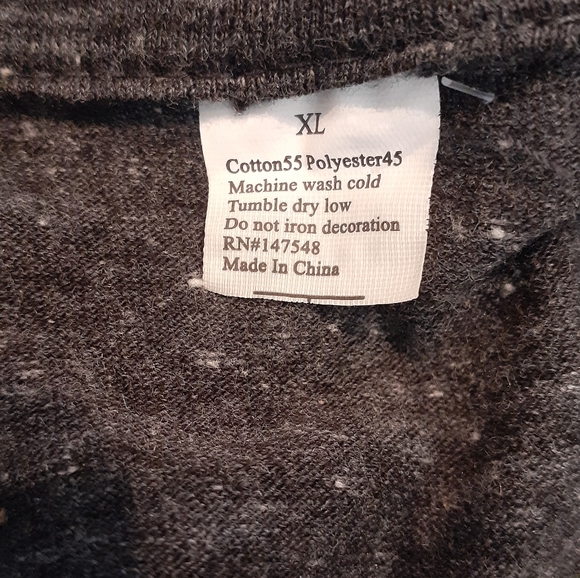 XL
Cotton55 Polyester45
Machine wash cold
Tumble dry low
Do not iron decoration
RN#147548
Made In China